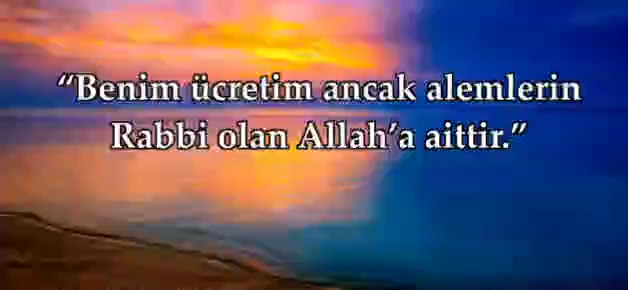 “Benim ücretim ancak alemlerin
Rabbi olan Allah’a aittir.”